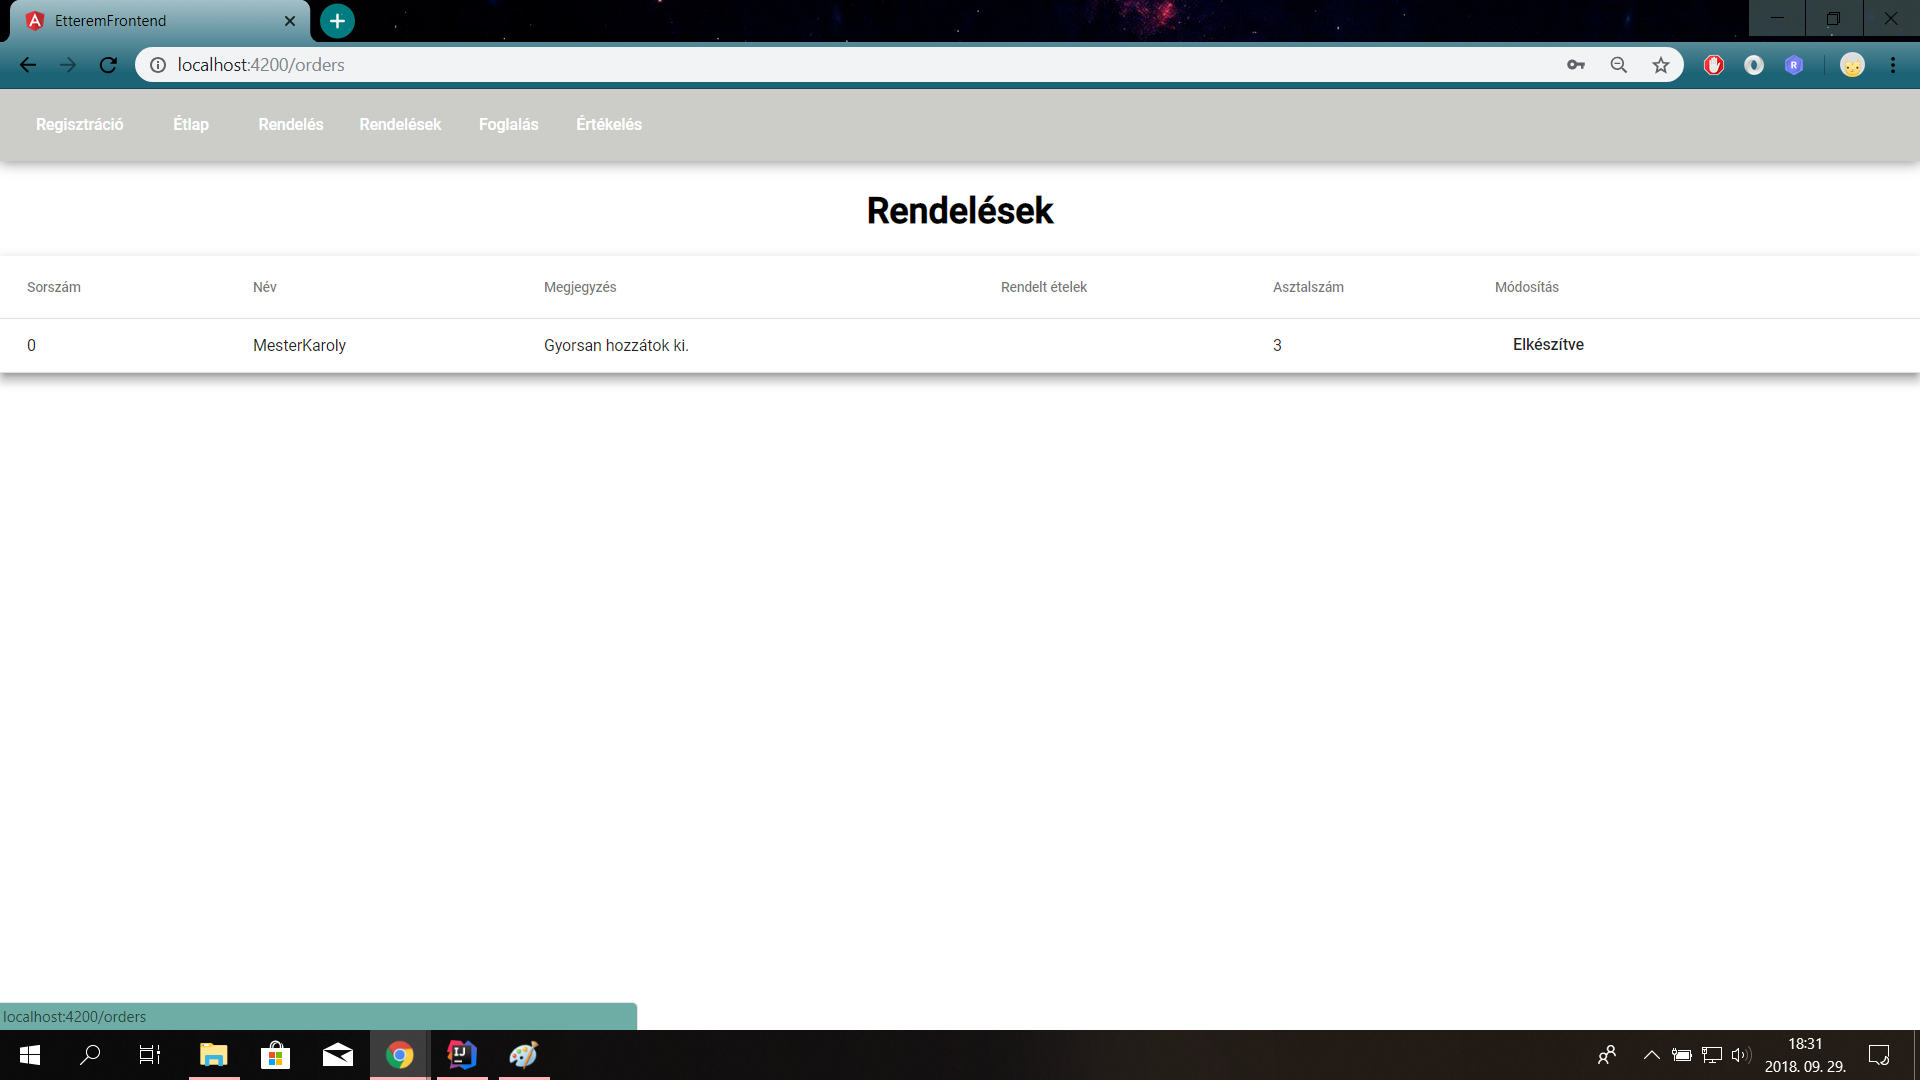 EtteremFrontend
localhost:4200/orders
Regisztráció Étlap Rendelés Rendelések Foglalás Értékelés
Rendelések
Sorszám Név Megjegyzés Rendelt ételek Asztalszám Módosítás
0 MesterKaroly Gyorsan hozzátok ki. 3 Elkészítve
localhost:4200/orders
18:31
2018. 09. 29.